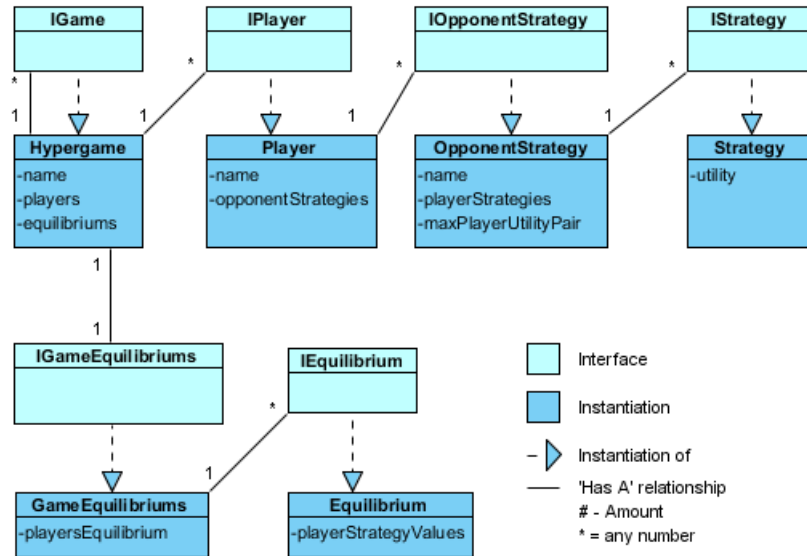 IGame
IPlayer
IOpponentStrategy
IStrategy
*
*
*
*
1
1
1
1
Hypergame
-name
-players
-equilibriums
Player
-name
-opponentStrategies
OpponentStrategy
-name
-playerStrategies
-maxPlayerUtilityPair
Strategy
-utility
1
1
IGameEquilibriums
IEquilibrium
*
1
GameEquilibriums
-playersEquilibrium
Equilibrium
-playerStrategyValues
Interface
Instantiation
Instantiation of
'Has A' relationship
# - Amount
* = any number